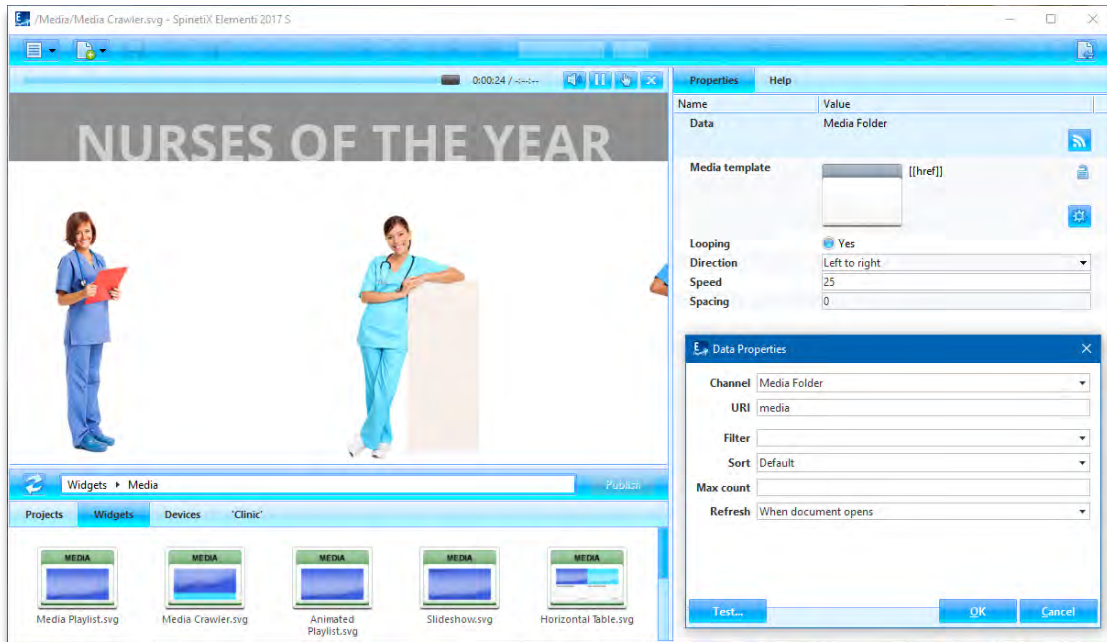 /Media/Media Crawler.svg - SpinetiX Elementi 2017 S
0:00:24 / -:--:--
NURSES OF THE YEAR
Properties Help
Name Value
Data Media Folder
Media template [[href]]
Looping Yes
Direction Left to right
Speed 25
Spacing 0
Data Properties
Channel Media Folder
URI media
Filter
Sort Default
Max count
Refresh When document opens
Test... OK Cancel
Widgets Media Publish
Projects Widgets Devices 'Clinic'
MEDIA MEDIA MEDIA MEDIA MEDIA
Media Playlist.svg Media Crawler.svg Animated Playlist.svg Slideshow.svg Horizontal Table.svg